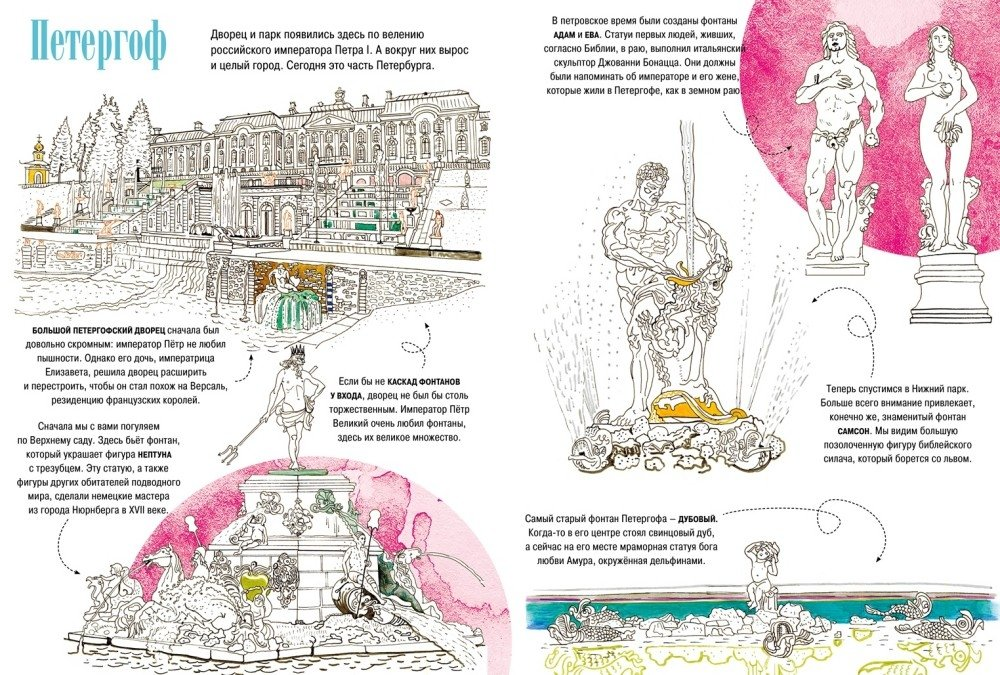 Петергоф
Дворец и парк появились здесь по велению
российского императора Петра I. А вокруг них вырос
и целый город. Сегодня это часть Петербурга.
БОЛЬШОЙ ПЕТЕРГОФСКИЙ ДВОРЕЦ сначала был
довольно скромным: император Пётр не любил
пышности. Однако его дочь, императрица
Елизавета, решила дворец расширить
и перестроить, чтобы он стал похож на Версаль,
резиденцию французских королей.
Сначала мы с вами погуляем
по Верхнему саду. Здесь бьёт фонтан,
который украшает фигура НЕПТУНА
с трезубцем. Эту статую, а также
фигуры других обитателей подводного
мира, сделали немецкие мастера
из города Нюрнберга в XVII веке.
Если бы не КАСКАД ФОНТАНОВ
У ВХОДА, дворец не был бы столь
торжественным. Император Пётр
Великий очень любил фонтаны,
здесь их великое множество.
В петровское время были созданы фонтаны
АДАМ и ЕВА. Статуи первых людей, живших,
согласно Библии, в раю, выполнил итальянский
скульптор Джованни Бонацца. Они должны
были напоминать об императоре и его жене,
которые жили в Петергофе, как в земном раю.
Теперь спустимся в Нижний парк.
Больше всего внимание привлекает,
конечно же, знаменитый фонтан
САМСОН. Мы видим большую
позолоченную фигуру библейского
силача, который борется со львом.
Самый старый фонтан Петергофа – ДУБОВЫЙ.
Когда-то в его центре стоял свинцовый дуб,
а сейчас на его месте мраморная статуя бога
любви Амура, окружённая дельфинами.